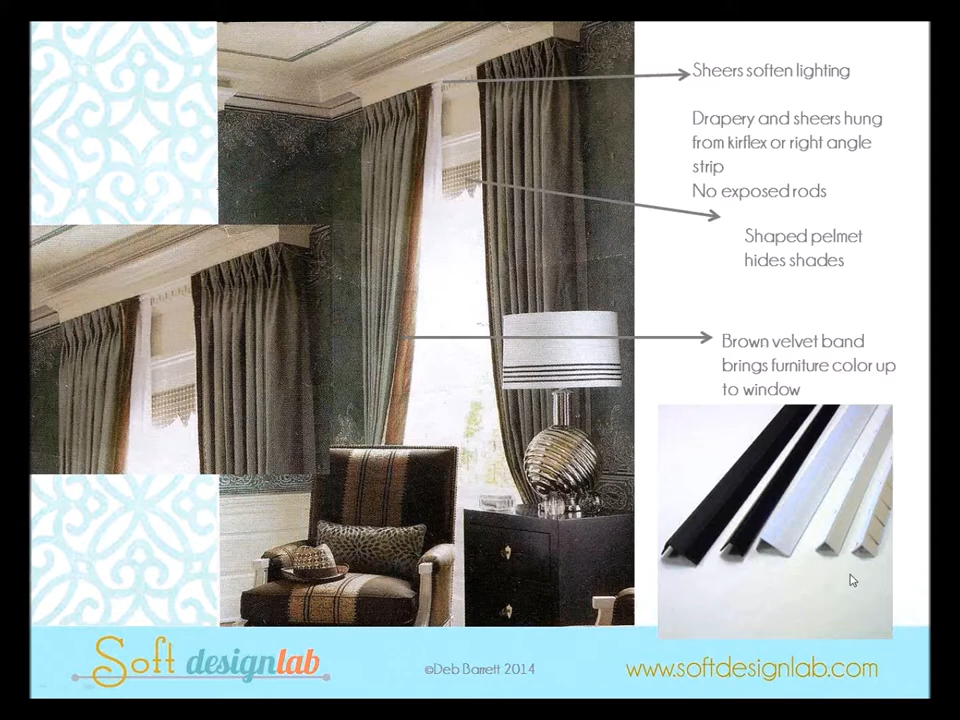 Sheers soften lighting
Drapery and sheers hung
from kirflex or right angle
strip
No exposed rods
Shaped pelmet
hides shades
Brown velvet band
brings furniture color up
to window
Soft designlab
©Deb Barrett 2014
www.softdesignlab.com